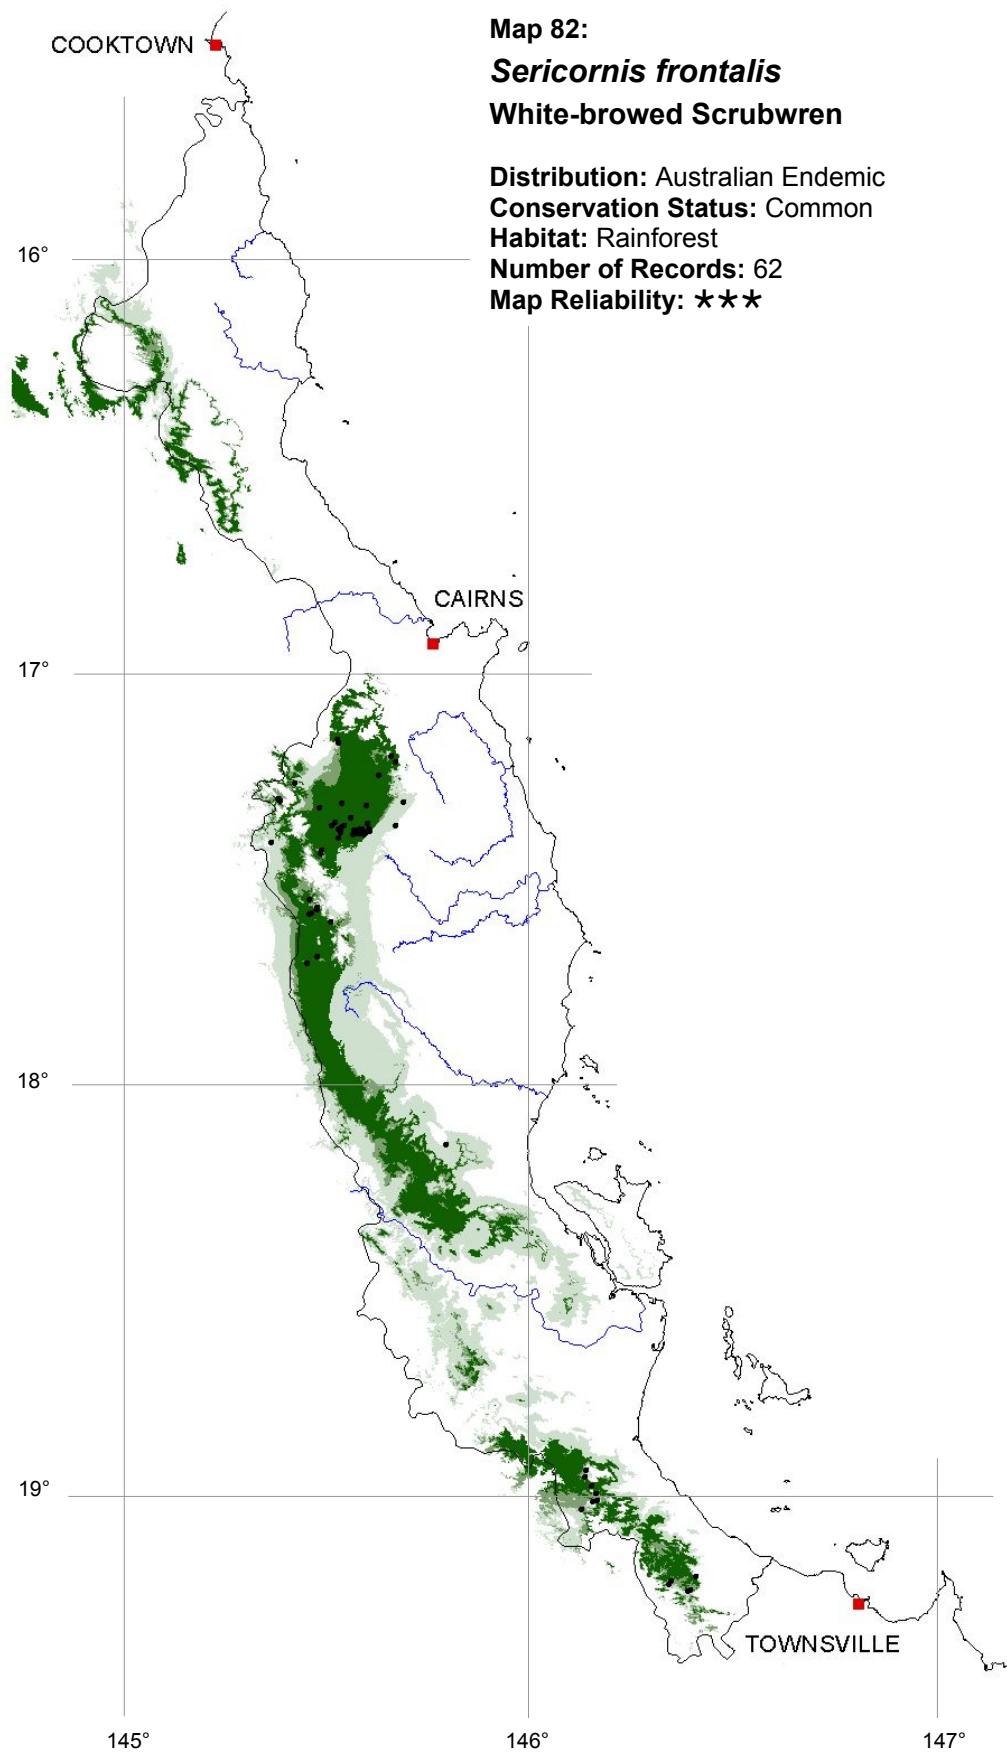 Map 82:
COOKTOWN
Sericornis frontalis
White-browed Scrubwren
Distribution: Australian Endemic
Conservation Status: Common
Habitat: Rainforest
Number of Records: 62
Map Reliability: ***
16°
CAIRNS
17°
18°
19°
TOWNSVILLE
145°
146°
147°